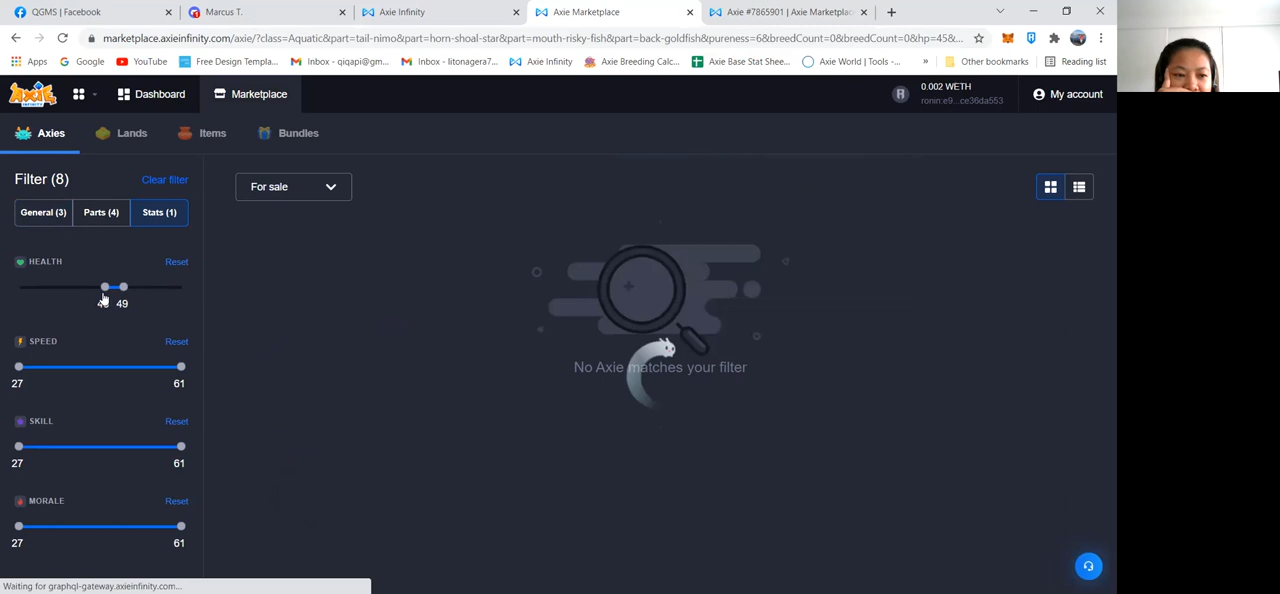 QGMS | Facebook
Marcus T.
Axie Infinity
Axie Marketplace
Axie #7865901 | Axie Marketplac
marketplace.axieinfinity.com/axie/?class=Aquatic&part=tail-nimo&part=horn-shoal-star&part=mouth-risky-fish&part=back-goldfish&pureness=6&breedCount=0&breedCount=0&hp=45&...
Apps Google YouTube Free Design Templa... Inbox - qiqapi@gm... Inbox - litonagera7... Axie Infinity Axie Breeding Calc... Axie Base Stat Shee... Axie World | Tools -... » Other bookmarks Reading list
AXIE INFINITY
Dashboard
Marketplace
0.002 WETH
ronin:e9...ce36da553
My account
Axies
Lands
Items
Bundles
Filter (8)
Clear filter
For sale
General (3)
Parts (4)
Stats (1)
HEALTH
Reset
49
SPEED
Reset
27
61
SKILL
Reset
27
61
MORALE
Reset
27
61
No Axie matches your filter
Waiting for graphql-gateway.axieinfinity.com...